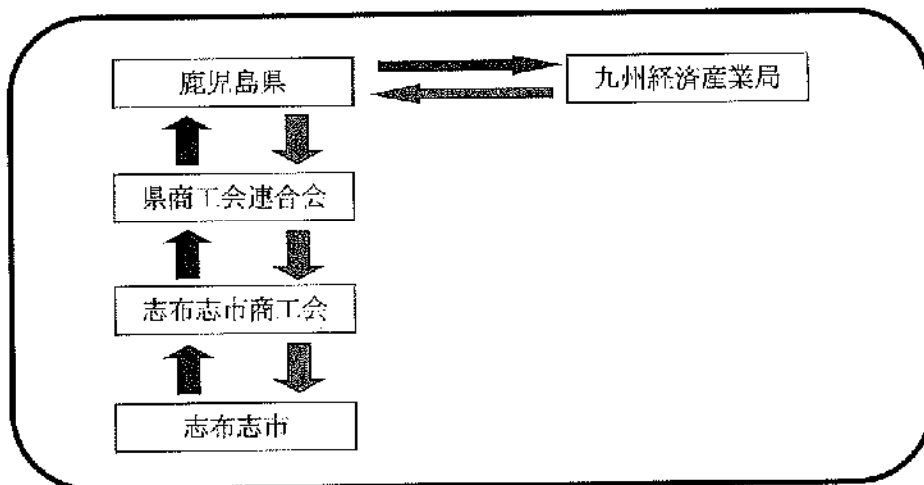 鹿児島県
九州経済産業局
県商工会連合会
志布志市商工会
志布志市